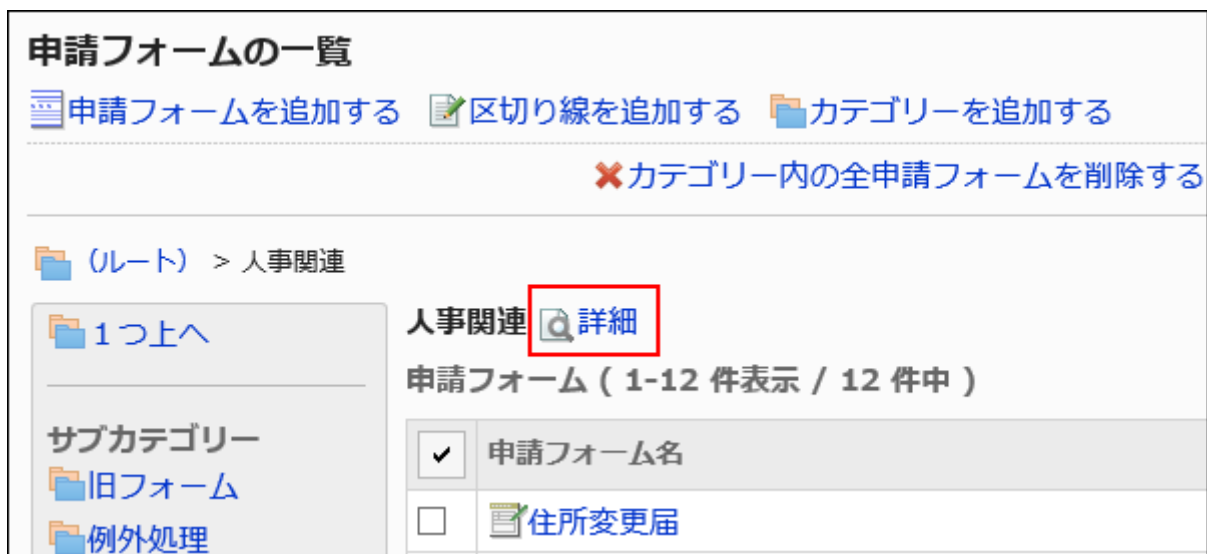 申請フォームの一覧
申請フォームを追加する 区切り線を追加する カテゴリーを追加する
カテゴリー内の全申請フォームを削除する
（ルート） > 人事関連
1つ上へ
サブカテゴリー
旧フォーム
例外処理
人事関連 詳細
申請フォーム ( 1-12 件表示 / 12 件中 )
申請フォーム名
住所変更届